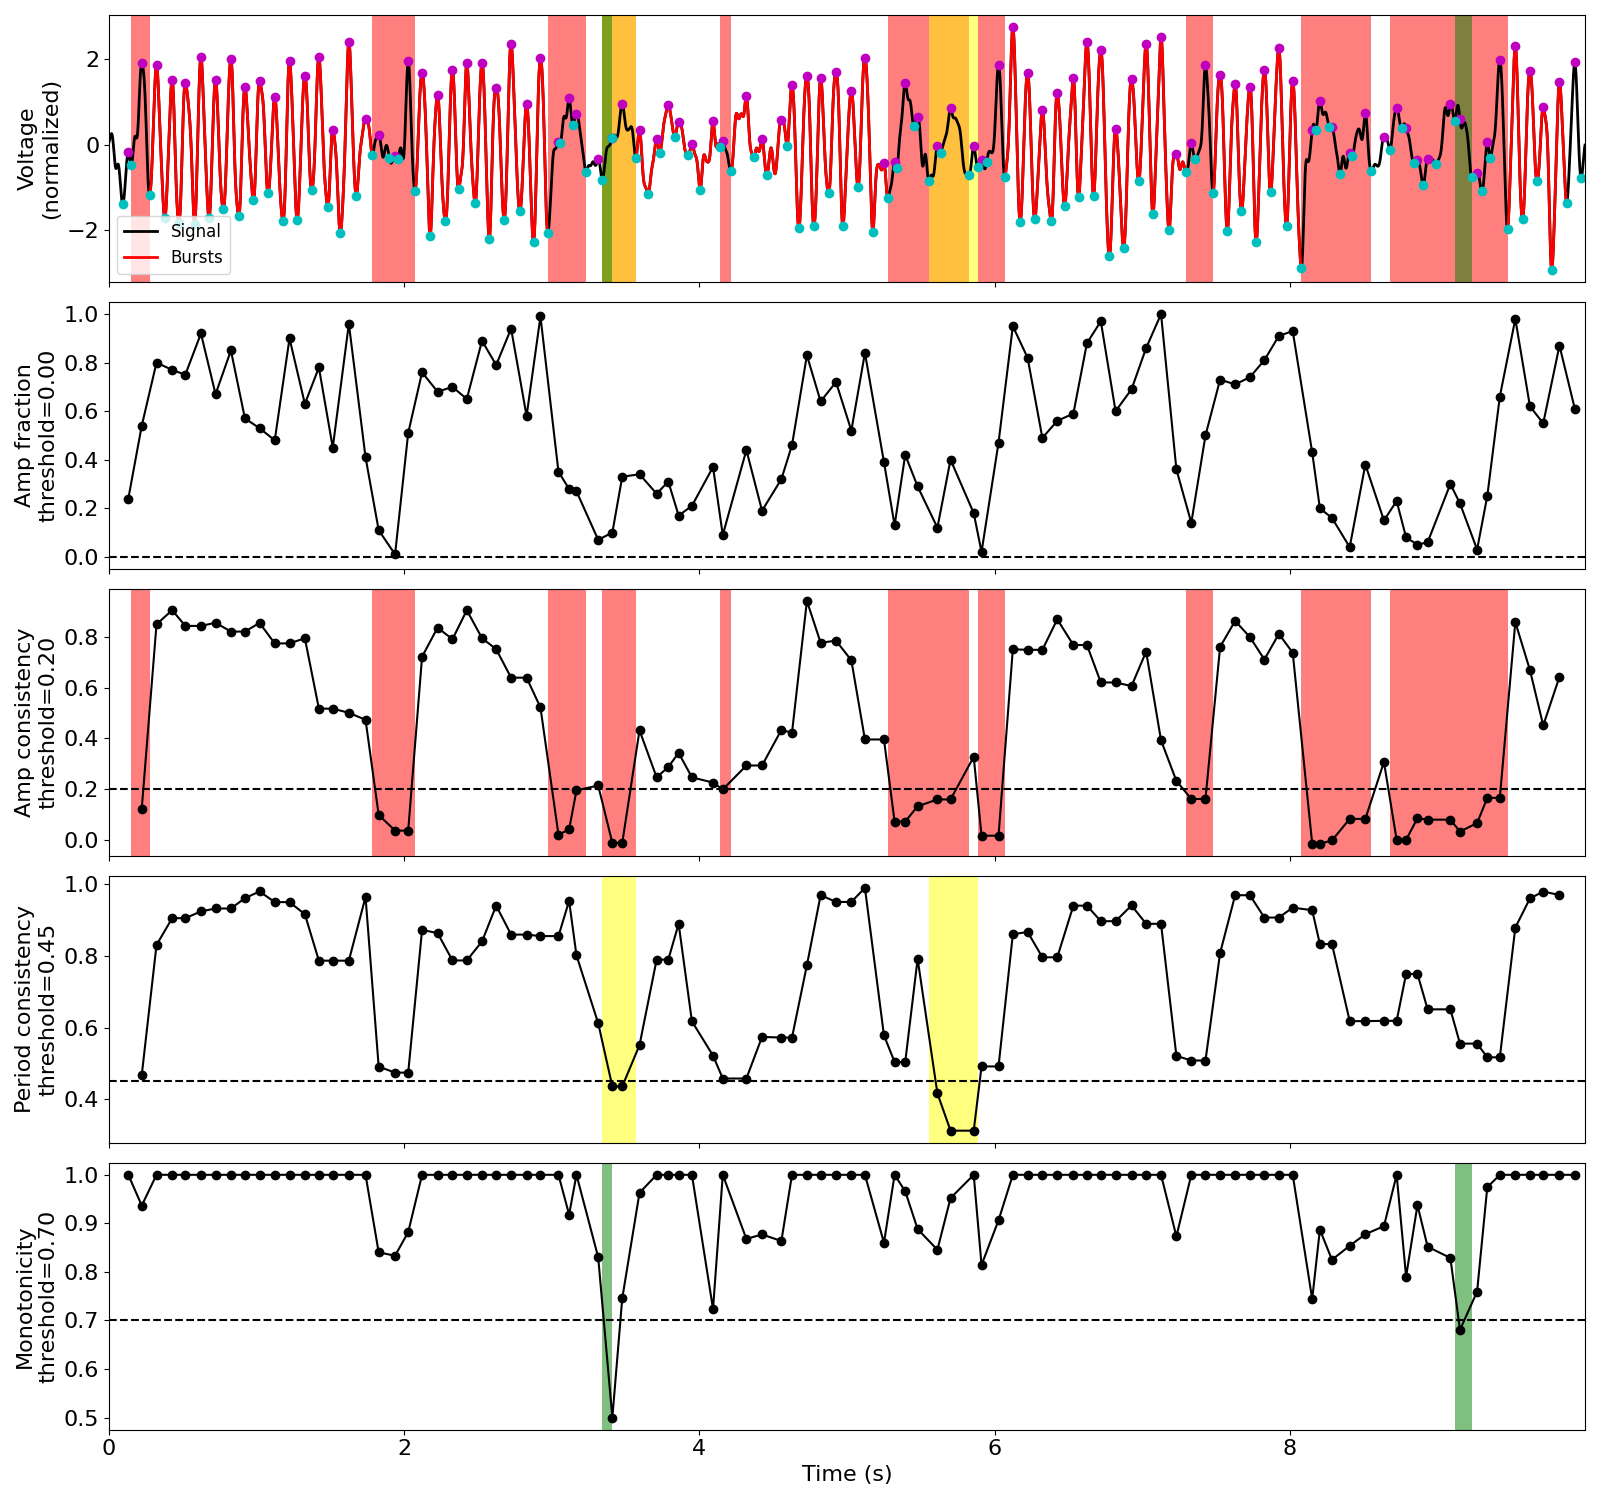 Voltage
(normalized)
2
0
−2
Signal
Bursts
Amp fraction
threshold=0.00
1.0
0.8
0.6
0.4
0.2
0.0
Amp consistency
threshold=0.20
0.8
0.6
0.4
0.2
0.0
Period consistency
threshold=0.45
1.0
0.8
0.6
0.4
Monotonicity
threshold=0.70
1.0
0.9
0.8
0.7
0.6
0.5
0
2
4
6
8
Time (s)